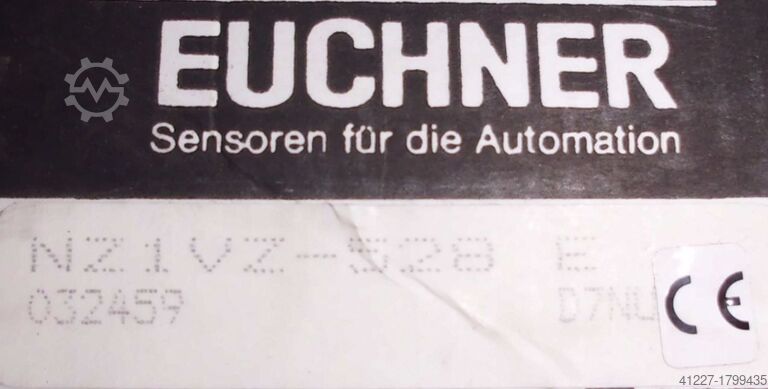 EUCHNER
Sensoren für die Automation
NZ1VZ-528 E
032459 D7NU
CE
41227-1799435